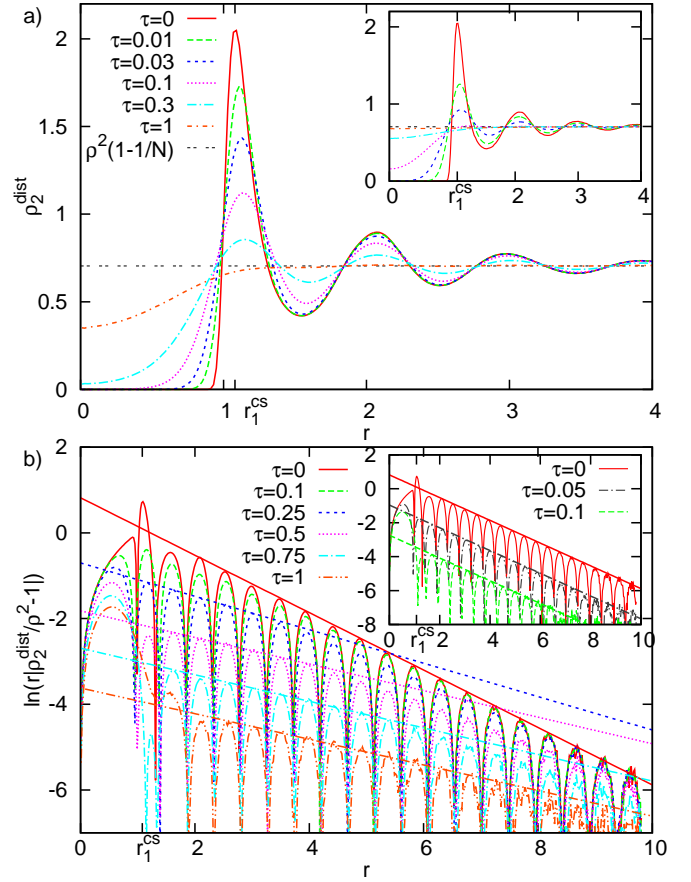 a)
τ=0
τ=0.01
τ=0.03
τ=0.1
τ=0.3
τ=1
ρ²(1-1/N)
ρ₂^dist
2
1.5
1
0.5
0
0 1 r₁^cs 2 3 4
r
2
1
0
0 r₁^cs 2 3 4
b)
τ=0
τ=0.1
τ=0.25
τ=0.5
τ=0.75
τ=1
ln(r|ρ₂^dist/ρ²-1|)
2
0
-2
-4
-6
0 r₁^cs 2 4 6 8 10
r
τ=0
τ=0.05
τ=0.1
2
0
-2
-4
-6
-8
0 r₁^cs 2 4 6 8 10